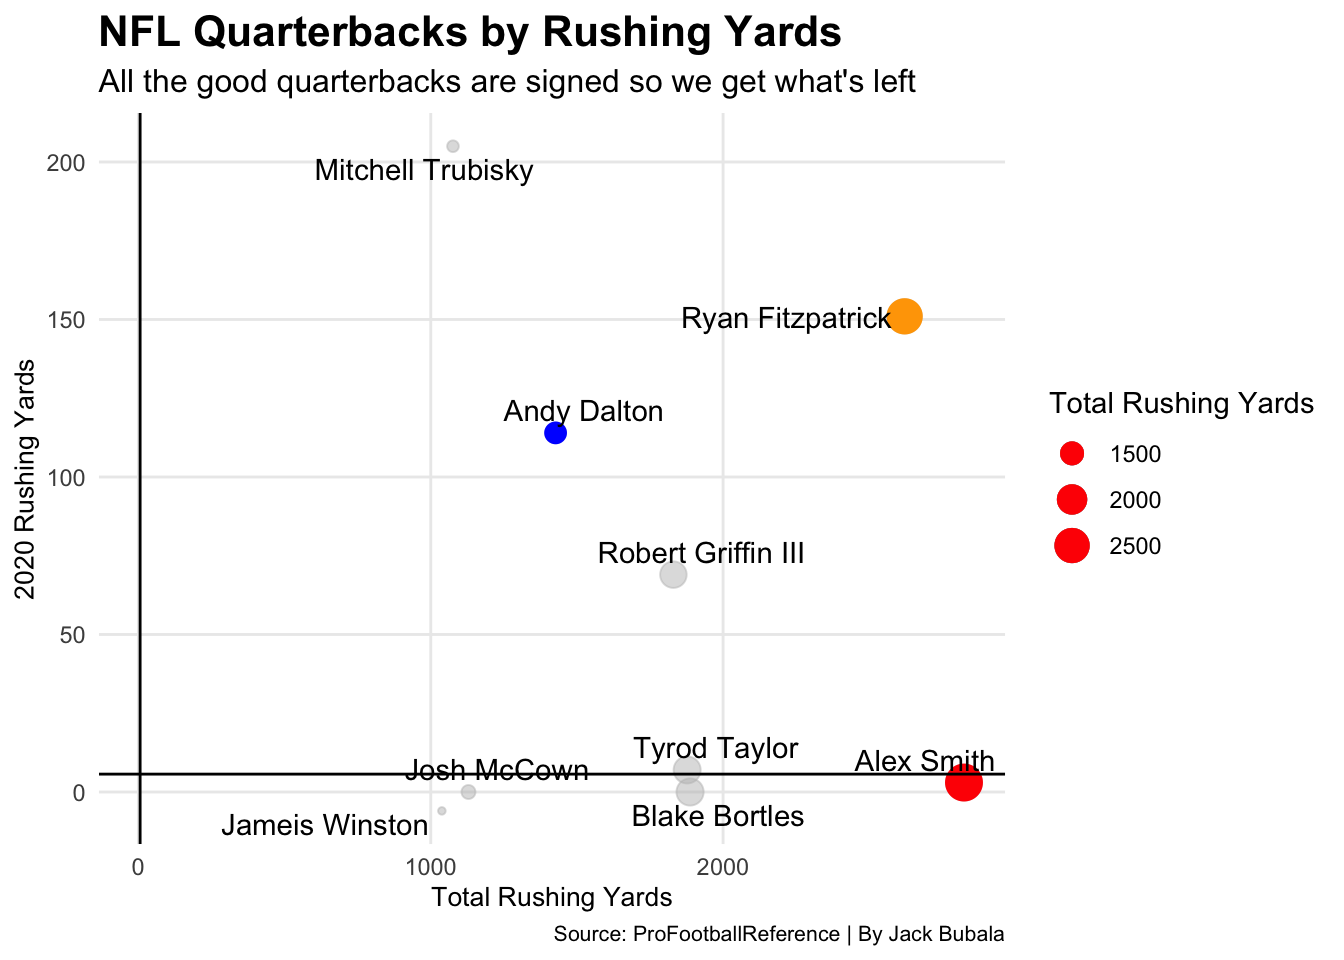 NFL Quarterbacks by Rushing Yards
All the good quarterbacks are signed so we get what's left
200
Mitchell Trubisky
150
Ryan Fitzpatrick
Andy Dalton
100
Robert Griffin III
50
Tyrod Taylor
Alex Smith
Josh McCown
0
Blake Bortles
Jameis Winston
2020 Rushing Yards
0 1000 2000
Total Rushing Yards
Total Rushing Yards
1500
2000
2500
Source: ProFootballReference | By Jack Bubala